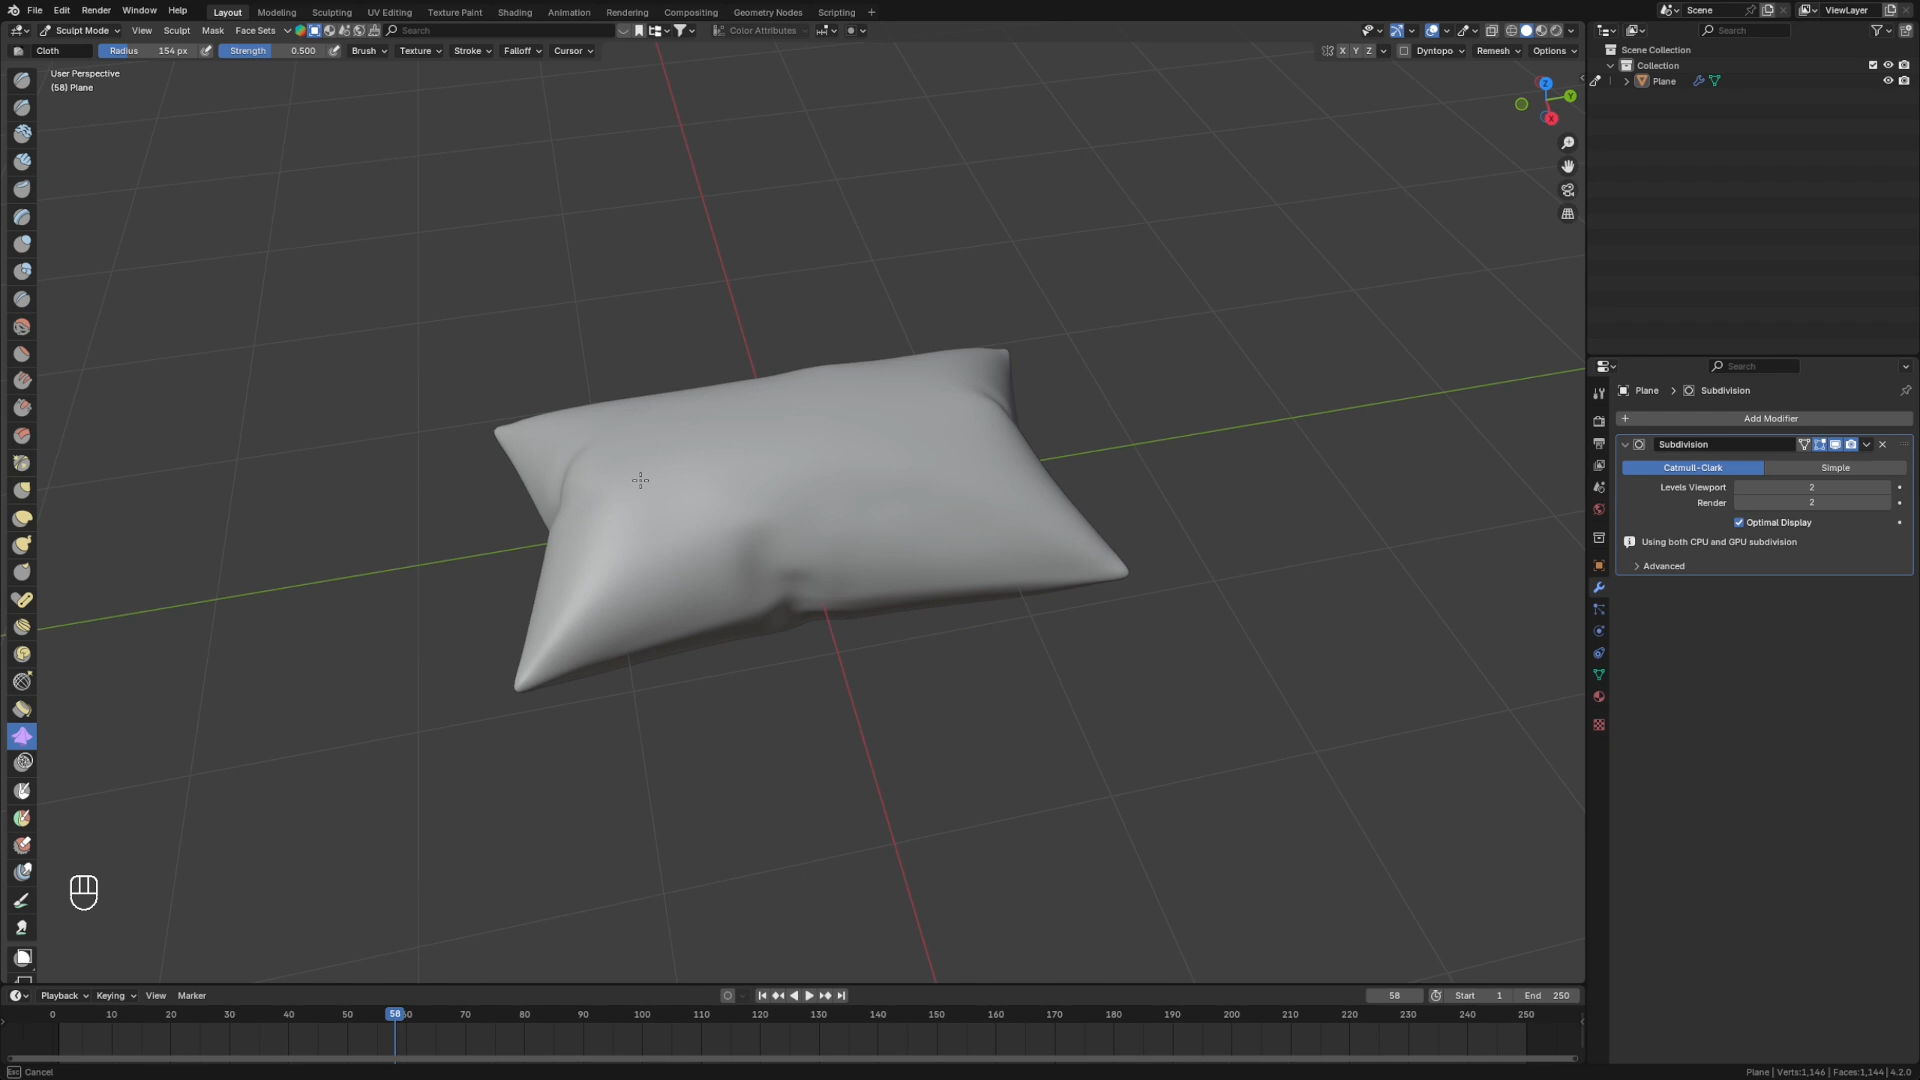 File Edit Render Window Help Layout Modeling Sculpting UV Editing Texture Paint Shading Animation Rendering Compositing Geometry Nodes Scripting + Scene ViewLayer
Sculpt Mode View Sculpt Mask Face Sets Search Color Attributes Search
Cloth Radius 154 px Strength 0.500 Brush Texture Stroke Falloff Cursor X Y Z Dyntopo Remesh Options Scene Collection
Collection
Plane
User Perspective
(58) Plane
Z
Y
X
Search
Plane > Subdivision
+ Add Modifier
Subdivision
Catmull-Clark Simple
Levels Viewport 2
Render 2
Optimal Display
Using both CPU and GPU subdivision
Advanced
Playback Keying View Marker 58 Start 1 End 250
0 10 20 30 40 50 58 60 70 80 90 100 110 120 130 140 150 160 170 180 190 200 210 220 230 240 250
Esc Cancel Plane | Verts:1,146 | Faces:1,144 | 4.2.0